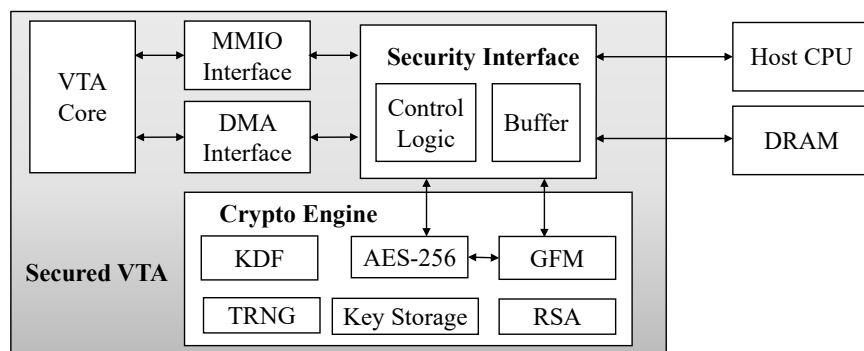 VTA
Core
MMIO
Interface
DMA
Interface
Security Interface
Control
Logic
Buffer
Host CPU
DRAM
Secured VTA
Crypto Engine
KDF
AES-256
GFM
TRNG
Key Storage
RSA